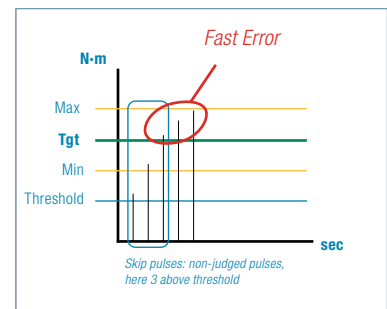 Fast Error
N·m
Max
Tgt
Min
Threshold
sec
Skip pulses: non-judged pulses,
here 3 above threshold